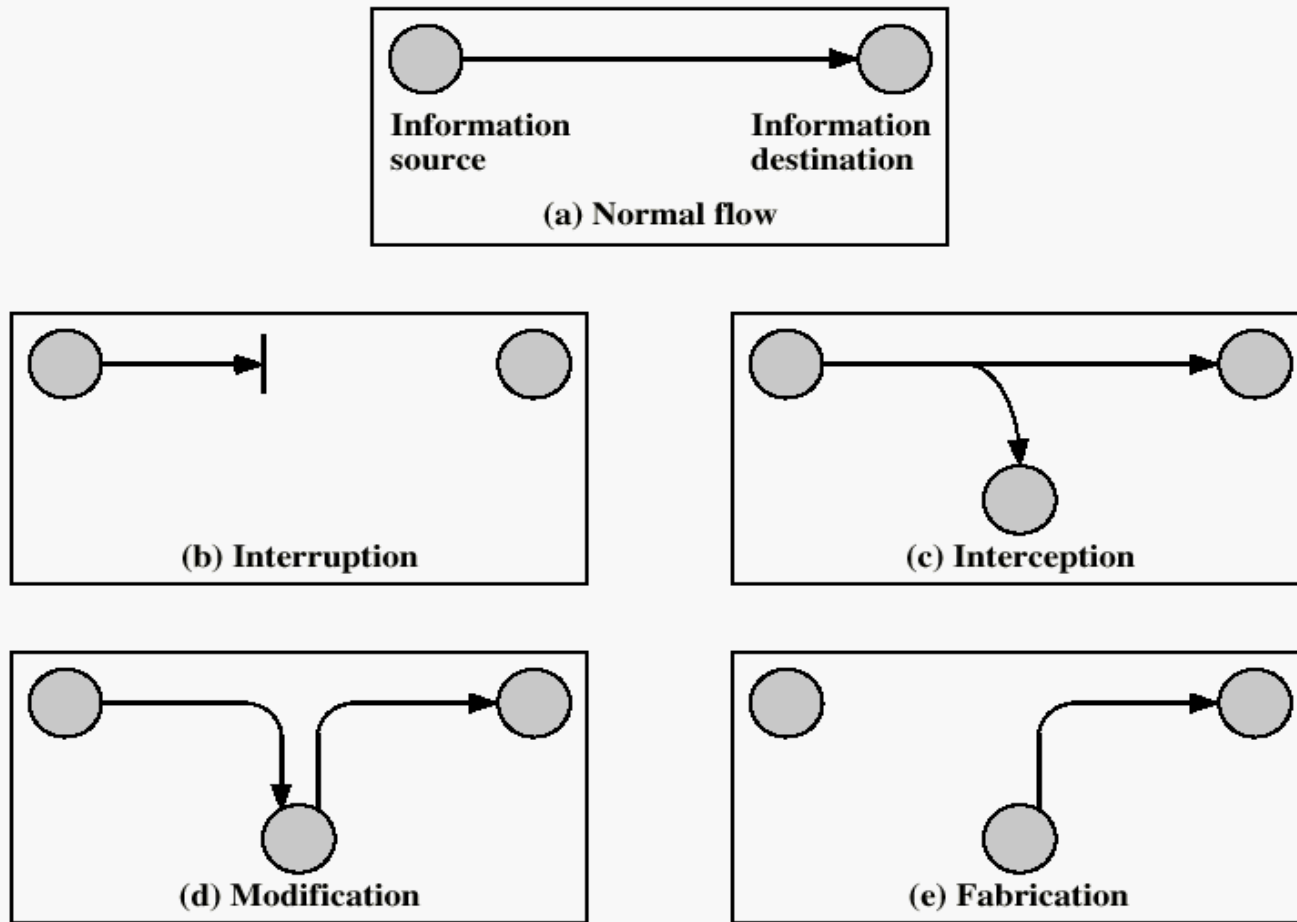 Information
source
Information
destination
(a) Normal flow
(b) Interruption
(c) Interception
(d) Modification
(e) Fabrication